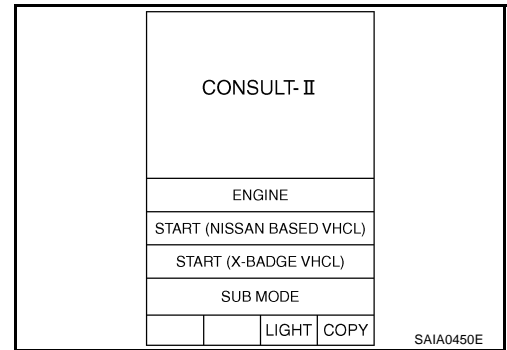 CONSULT-II
ENGINE
START (NISSAN BASED VHCL)
START (X-BADGE VHCL)
SUB MODE
LIGHT COPY
SAIA0450E